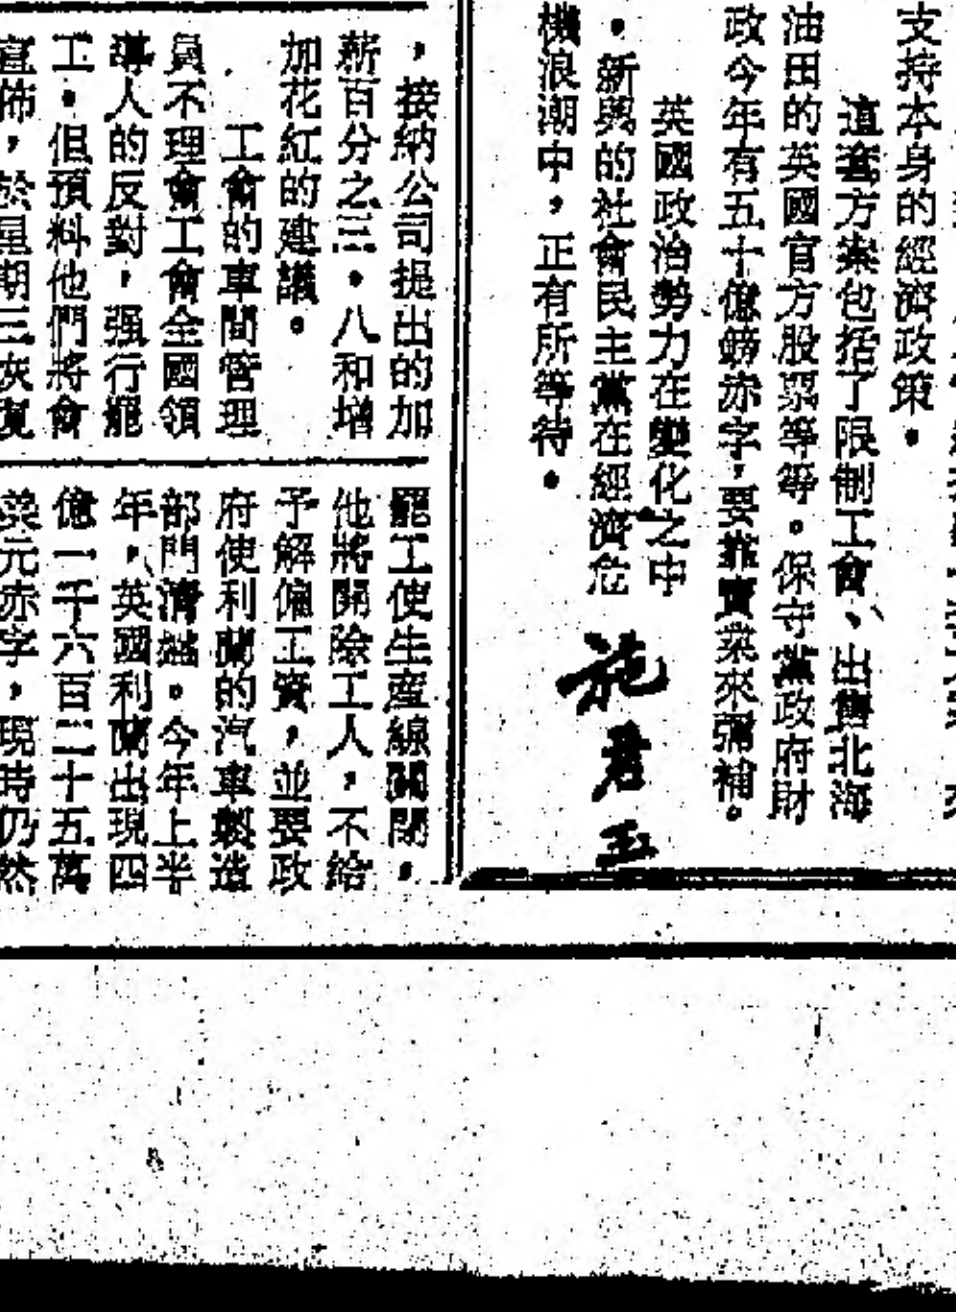 支持本身的經濟政策。
這套方案包括了限制工會、出售北海
油田的英國官方股票等等。保守黨政府財
政今年有五十億鎊赤字,要靠賣業來彌補。
英國政治勢力在變化之中
。新興的社會民主黨在經濟危
機浪潮中,正有所等待。
施君玉
,接納公司提出的加
薪百分之三.八和增
加花紅的建議。
工會的車間管理
員不理會工會全國領
導人的反對,强行罷
工。但預料他們將會
宣佈,於星期三恢復
罷工使生產線關閉,
他將開除工人,不給
予解僱工資,並要政
府使利蘭的汽車製造
部門清盤。今年上半
年,英國利蘭出現四
億一千六百二十五萬
美元赤字,現時仍然